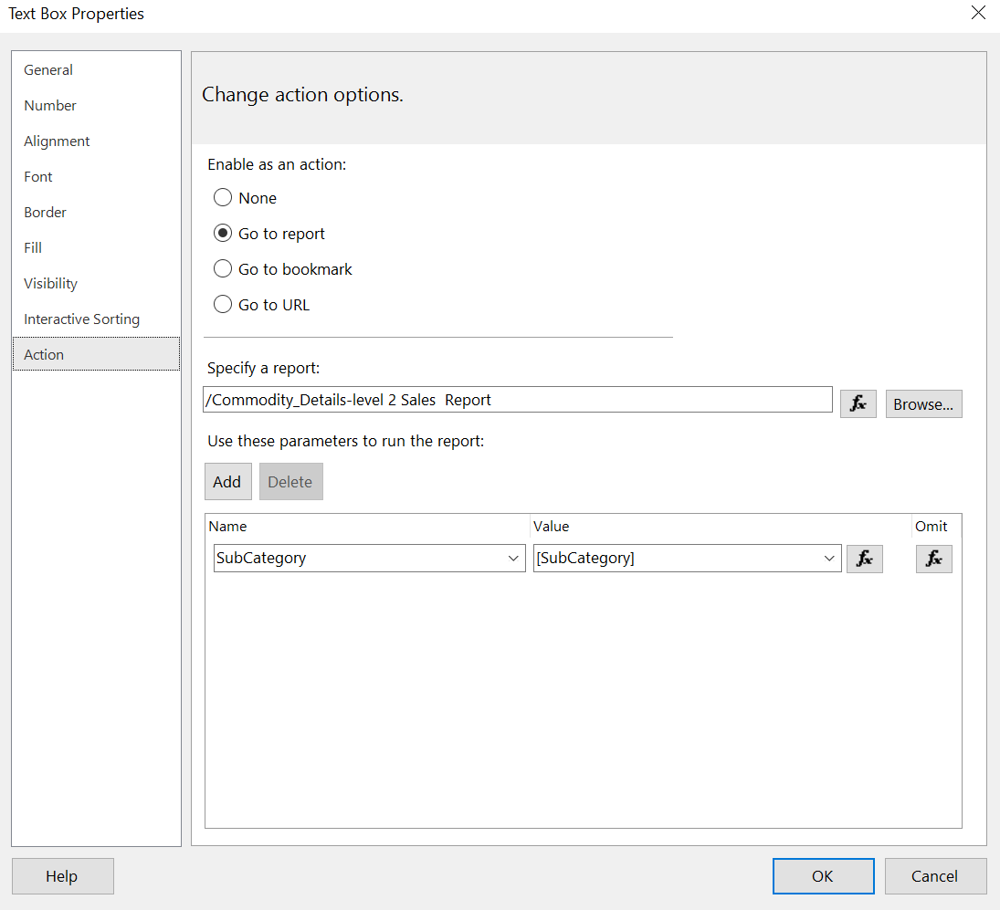 Text Box Properties
General
Number
Alignment
Font
Border
Fill
Visibility
Interactive Sorting
Action
Change action options.
Enable as an action:
None
Go to report
Go to bookmark
Go to URL
Specify a report:
/Commodity_Details-level 2 Sales  Report
fx
Browse...
Use these parameters to run the report:
Add
Delete
Name Value Omit
SubCategory [SubCategory] fx fx
Help
OK
Cancel